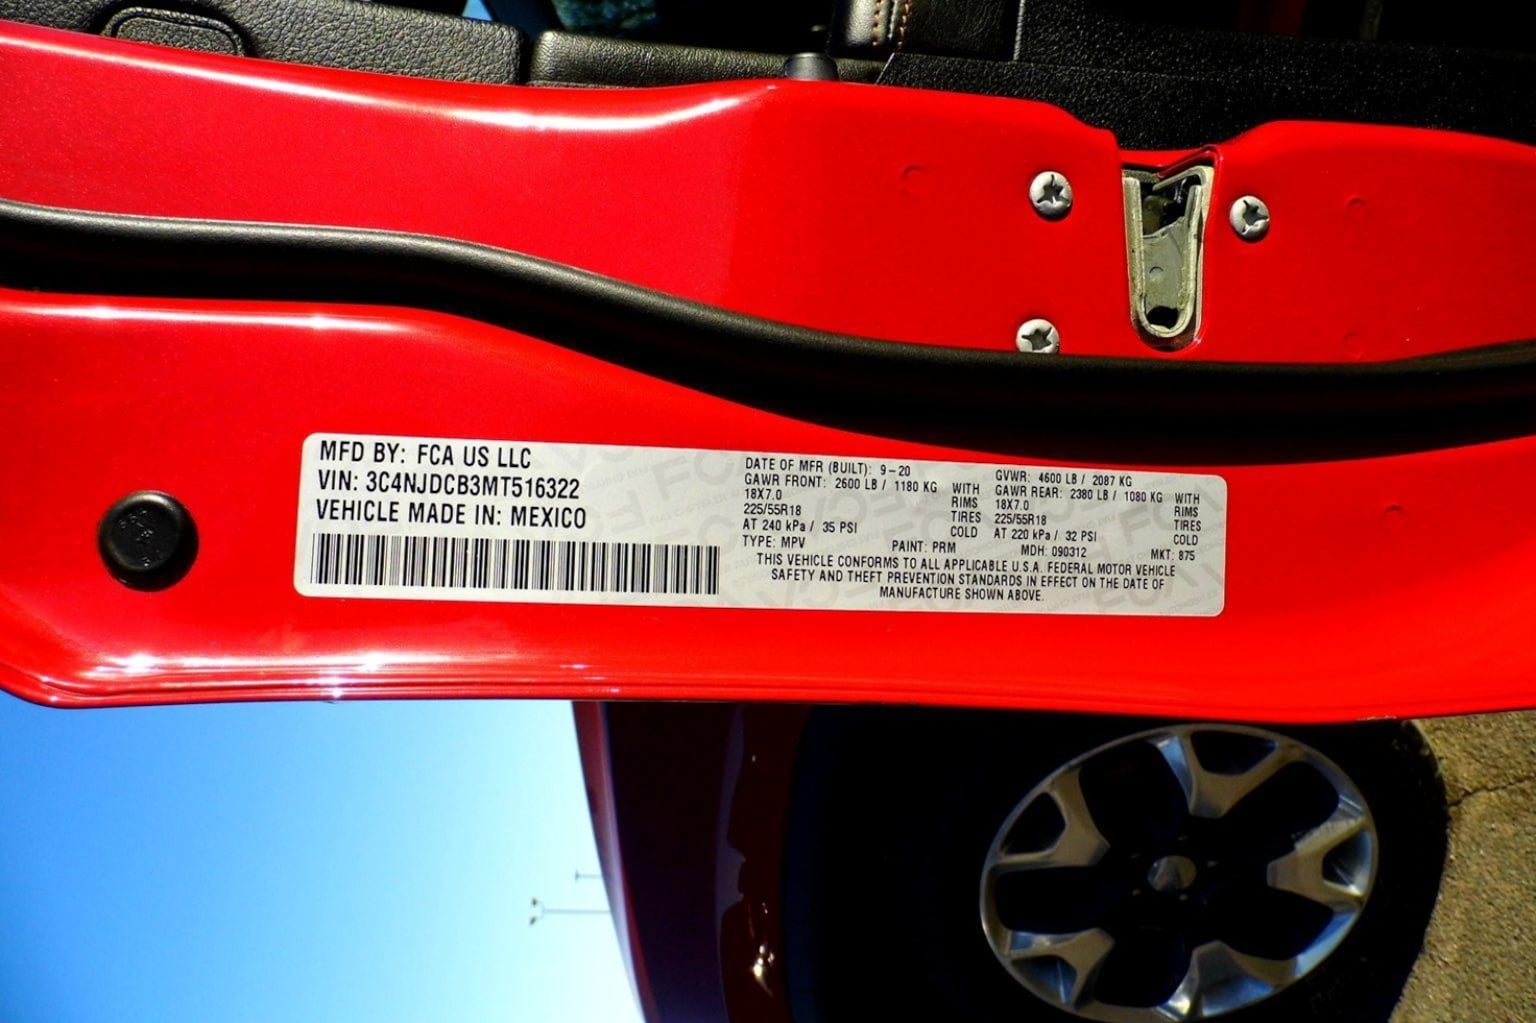 MFD BY: FCA US LLC
VIN: 3C4NJDCB3MT516322
VEHICLE MADE IN: MEXICO
DATE OF MFR (BUILT): 9-20
GAWR FRONT: 2600 LB / 1180 KG WITH
18X7.0 RIMS
225/55R18 TIRES
AT 240 kPa / 35 PSI COLD
GVWR: 4600 LB / 2087 KG
GAWR REAR: 2380 LB / 1080 KG WITH
18X7.0 RIMS
225/55R18 TIRES
AT 220 kPa / 32 PSI COLD
TYPE: MPV PAINT: PRM MDH: 090312 MKT: 875
THIS VEHICLE CONFORMS TO ALL APPLICABLE U.S.A. FEDERAL MOTOR VEHICLE
SAFETY AND THEFT PREVENTION STANDARDS IN EFFECT ON THE DATE OF
MANUFACTURE SHOWN ABOVE.